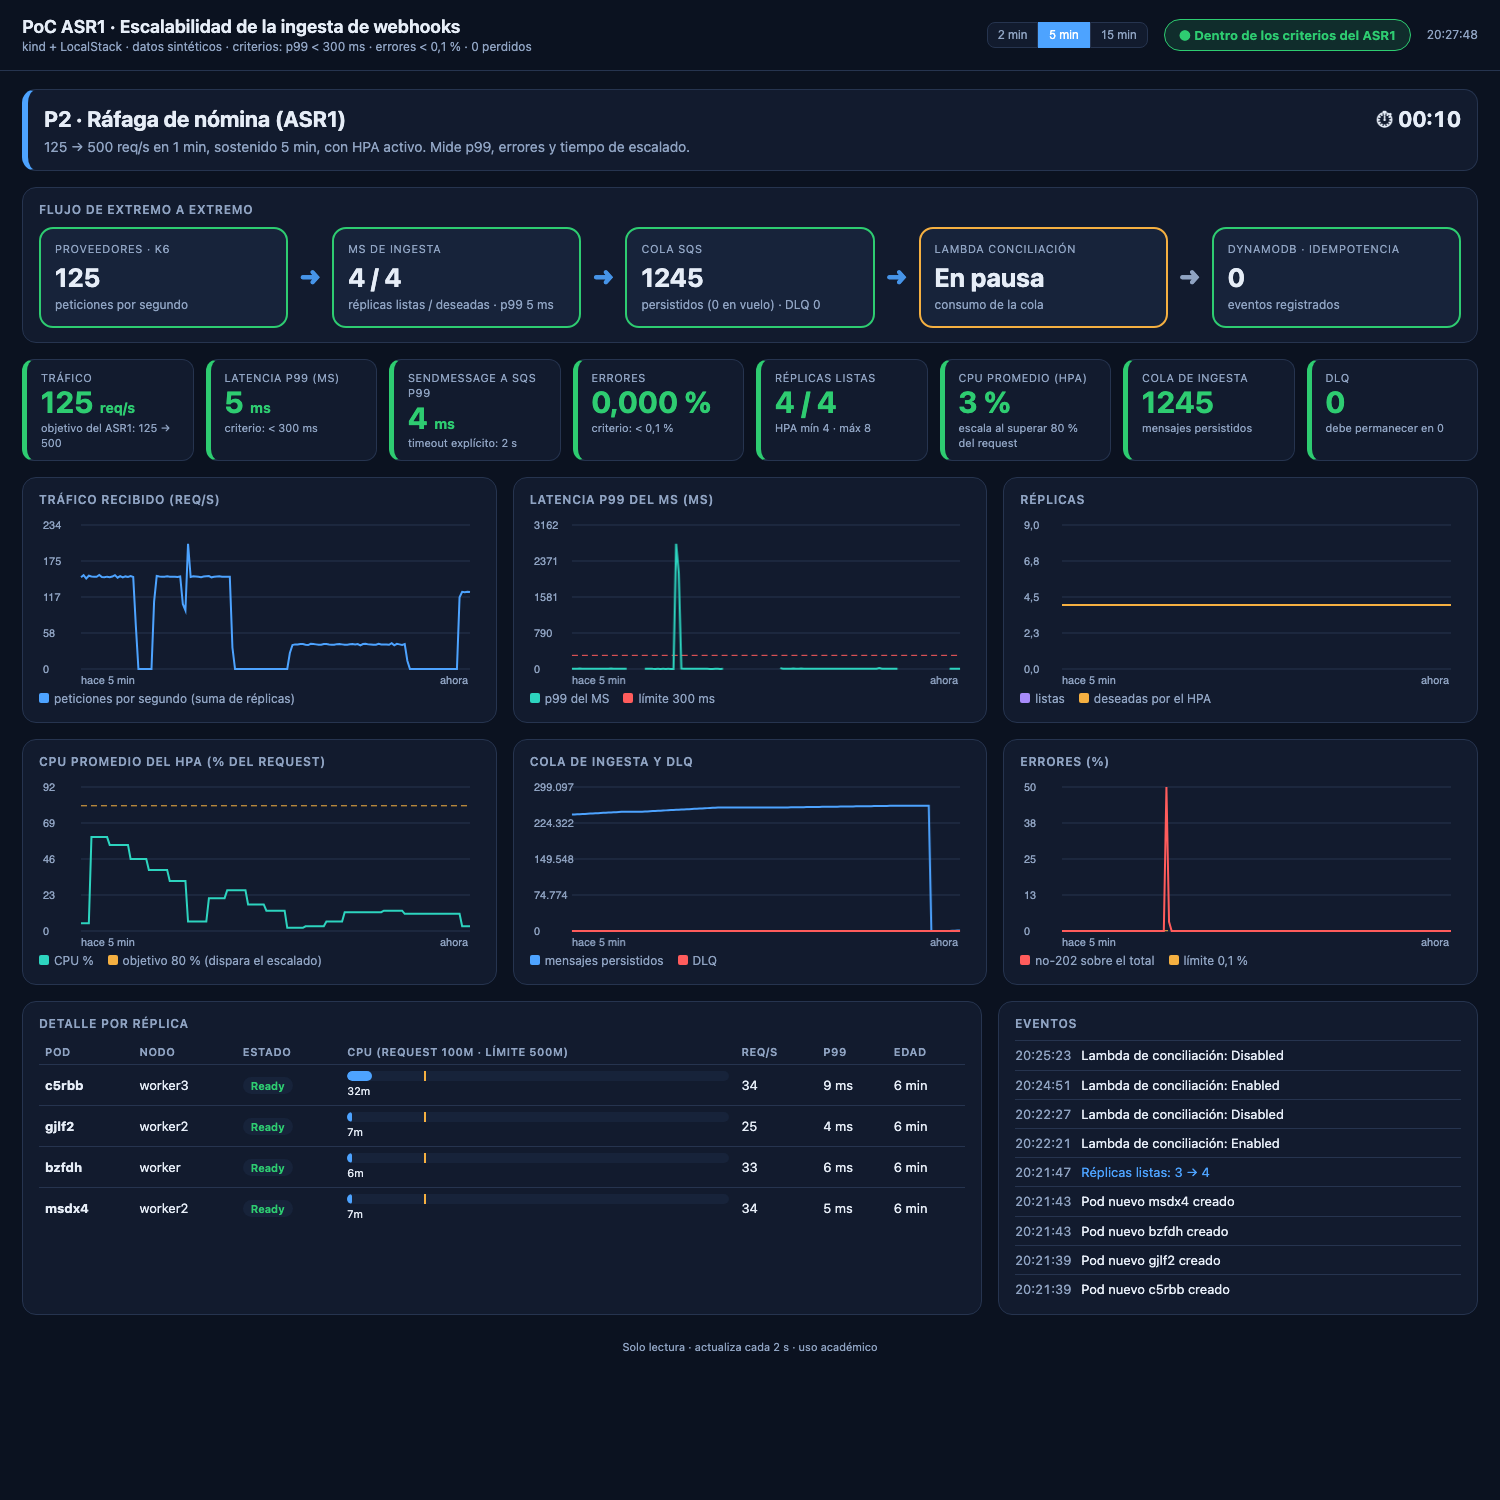 PoC ASR1 · Escalabilidad de la ingesta de webhooks
kind + LocalStack · datos sintéticos · criterios: p99 < 300 ms · errores < 0,1 % · 0 perdidos
2 min 5 min 15 min
Dentro de los criterios del ASR1
20:27:48
P2 · Ráfaga de nómina (ASR1)
⏱ 00:10
125 → 500 req/s en 1 min, sostenido 5 min, con HPA activo. Mide p99, errores y tiempo de escalado.
FLUJO DE EXTREMO A EXTREMO
PROVEEDORES · K6
125
peticiones por segundo
➜
MS DE INGESTA
4 / 4
réplicas listas / deseadas · p99 5 ms
➜
COLA SQS
1245
persistidos (0 en vuelo) · DLQ 0
➜
LAMBDA CONCILIACIÓN
En pausa
consumo de la cola
➜
DYNAMODB · IDEMPOTENCIA
0
eventos registrados
TRÁFICO
125 req/s
objetivo del ASR1: 125 →
500
LATENCIA P99 (MS)
5 ms
criterio: < 300 ms
SENDMESSAGE A SQS
P99
4 ms
timeout explícito: 2 s
ERRORES
0,000 %
criterio: < 0,1 %
RÉPLICAS LISTAS
4 / 4
HPA mín 4 · máx 8
CPU PROMEDIO (HPA)
3 %
escala al superar 80 %
del request
COLA DE INGESTA
1245
mensajes persistidos
DLQ
0
debe permanecer en 0
TRÁFICO RECIBIDO (REQ/S)
234
175
117
58
0
hace 5 min ahora
peticiones por segundo (suma de réplicas)
LATENCIA P99 DEL MS (MS)
3162
2371
1581
790
0
hace 5 min ahora
p99 del MS límite 300 ms
RÉPLICAS
9,0
6,8
4,5
2,3
0,0
hace 5 min ahora
listas deseadas por el HPA
CPU PROMEDIO DEL HPA (% DEL REQUEST)
92
69
46
23
0
hace 5 min ahora
CPU % objetivo 80 % (dispara el escalado)
COLA DE INGESTA Y DLQ
299.097
224.322
149.548
74.774
0
hace 5 min ahora
mensajes persistidos DLQ
ERRORES (%)
50
38
25
13
0
hace 5 min ahora
no-202 sobre el total límite 0,1 %
DETALLE POR RÉPLICA
POD NODO ESTADO CPU (REQUEST 100M · LÍMITE 500M) REQ/S P99 EDAD
c5rbb worker3 Ready 32m 34 9 ms 6 min
gjlf2 worker2 Ready 7m 25 4 ms 6 min
bzfdh worker Ready 6m 33 6 ms 6 min
msdx4 worker2 Ready 7m 34 5 ms 6 min
EVENTOS
20:25:23 Lambda de conciliación: Disabled
20:24:51 Lambda de conciliación: Enabled
20:22:27 Lambda de conciliación: Disabled
20:22:21 Lambda de conciliación: Enabled
20:21:47 Réplicas listas: 3 → 4
20:21:43 Pod nuevo msdx4 creado
20:21:43 Pod nuevo bzfdh creado
20:21:39 Pod nuevo gjlf2 creado
20:21:39 Pod nuevo c5rbb creado
Solo lectura · actualiza cada 2 s · uso académico